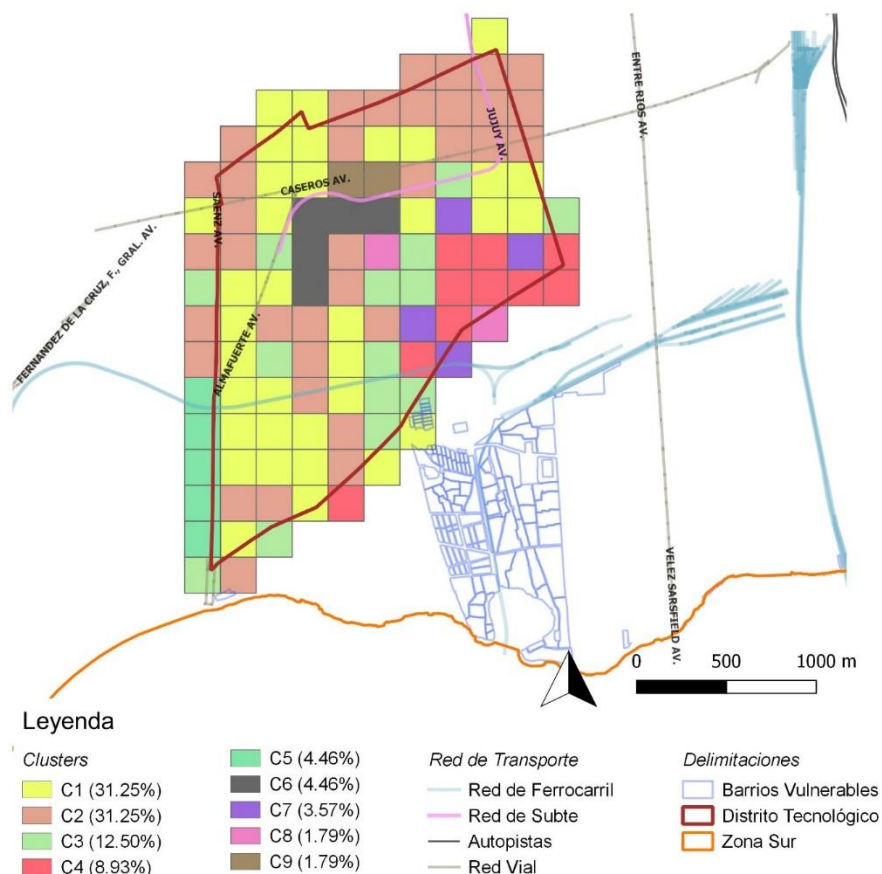 ENTRE RIOS AV.
JUJUY AV.
CASEROS AV.
SAENZ AV.
FERNANDEZ DE LA CRUZ, F., GRAL. AV.
ALMAFUERTE AV.
VELEZ SARSFIELD AV.
0 500 1000 m
Leyenda
Clusters
C1 (31.25%)
C2 (31.25%)
C3 (12.50%)
C4 (8.93%)
C5 (4.46%)
C6 (4.46%)
C7 (3.57%)
C8 (1.79%)
C9 (1.79%)
Red de Transporte
Red de Ferrocarril
Red de Subte
Autopistas
Red Vial
Delimitaciones
Barrios Vulnerables
Distrito Tecnológico
Zona Sur